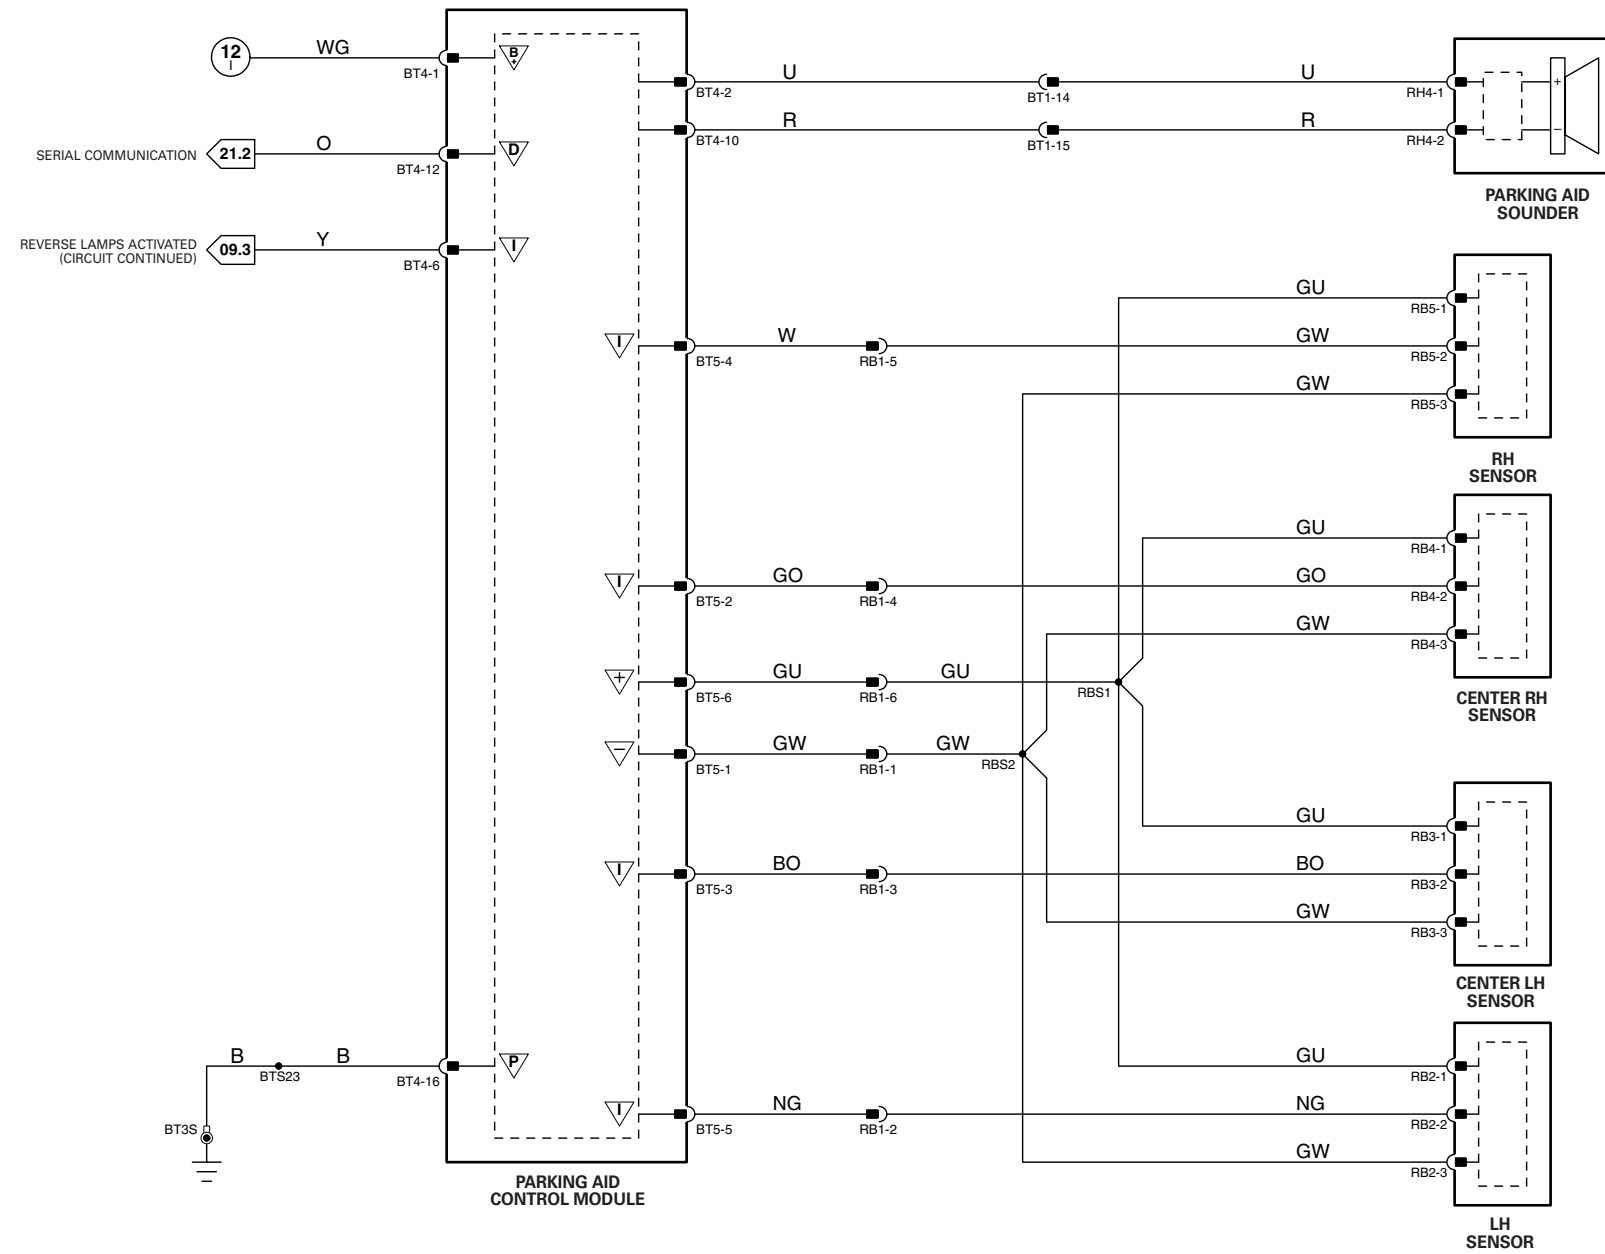 12
I
WG
BT4-1
B
+
U
BT4-2
BT1-14
U
RH4-1
+
R
BT4-10
BT1-15
R
RH4-2
–
PARKING AID
SOUNDER
SERIAL COMMUNICATION
21.2
O
BT4-12
D
REVERSE LAMPS ACTIVATED
(CIRCUIT CONTINUED)
09.3
Y
BT4-6
I
GU
RB5-1
I
W
BT5-4
RB1-5
GW
RB5-2
GW
RB5-3
RH
SENSOR
GU
RB4-1
I
GO
BT5-2
RB1-4
GO
RB4-2
GW
RB4-3
+
GU
BT5-6
RB1-6
GU
RBS1
CENTER RH
SENSOR
–
GW
BT5-1
RB1-1
GW
RBS2
GU
RB3-1
I
BO
BT5-3
RB1-3
BO
RB3-2
GW
RB3-3
CENTER LH
SENSOR
B
BTS23
B
BT4-16
P
BT3S
GU
RB2-1
I
NG
BT5-5
RB1-2
NG
RB2-2
GW
RB2-3
PARKING AID
CONTROL MODULE
LH
SENSOR